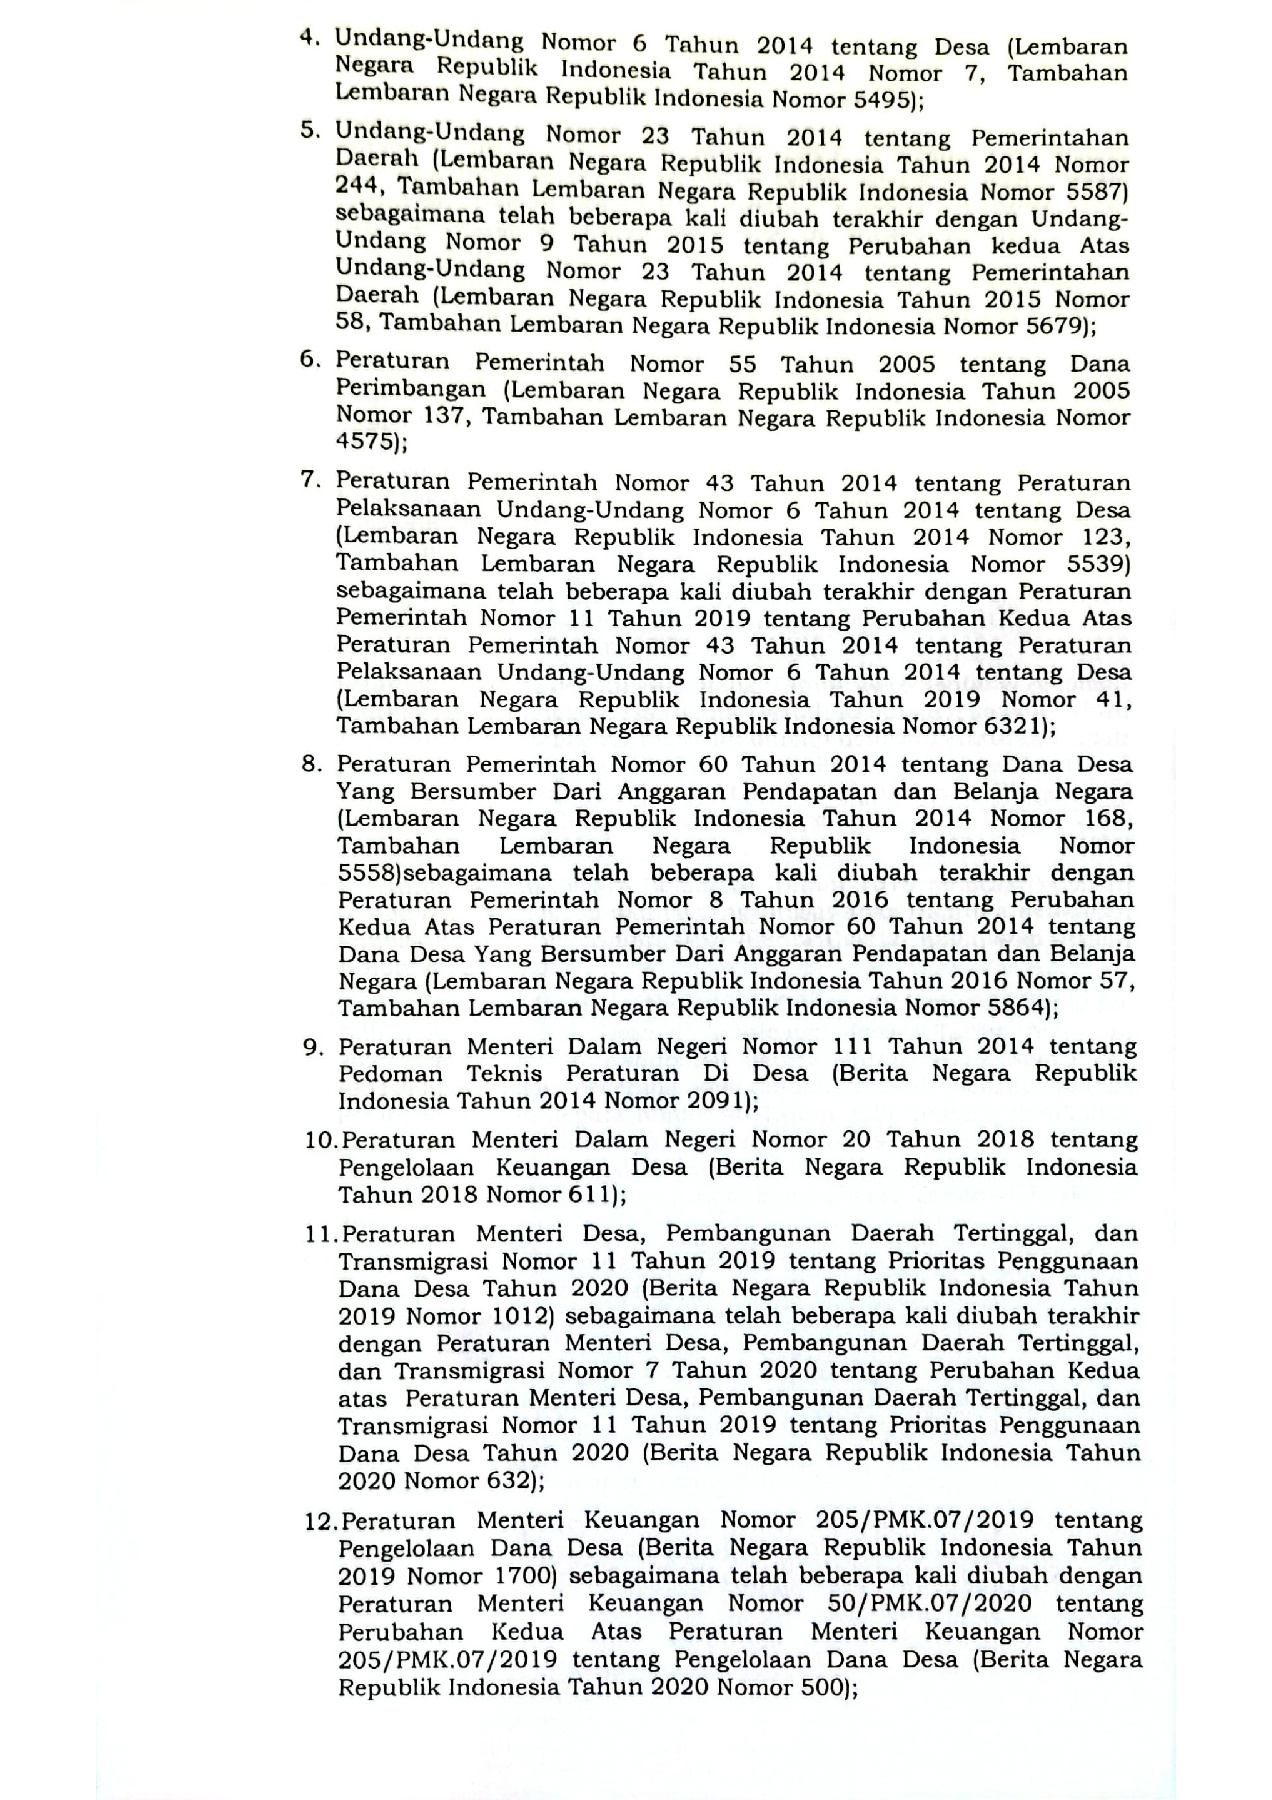 4. Undang-Undang Nomor 6 Tahun 2014 tentang Desa (Lembaran
Negara Republik Indonesia Tahun 2014 Nomor 7, Tambahan
Lembaran Negara Republik Indonesia Nomor 5495);
5. Undang-Undang Nomor 23 Tahun 2014 tentang Pemerintahan
Daerah (Lembaran Negara Republik Indonesia Tahun 2014 Nomor
244, Tambahan Lembaran Negara Republik Indonesia Nomor 5587)
sebagaimana telah beberapa kali diubah terakhir dengan Undang-
Undang Nomor 9 Tahun 2015 tentang Perubahan kedua Atas
Undang-Undang Nomor 23 Tahun 2014 tentang Pemerintahan
Daerah (Lembaran Negara Republik Indonesia Tahun 2015 Nomor
58, Tambahan Lembaran Negara Republik Indonesia Nomor 5679);
6. Peraturan Pemerintah Nomor 55 Tahun 2005 tentang Dana
Perimbangan (Lembaran Negara Republik Indonesia Tahun 2005
Nomor 137, Tambahan Lembaran Negara Republik Indonesia Nomor
4575);
7. Peraturan Pemerintah Nomor 43 Tahun 2014 tentang Peraturan
Pelaksanaan Undang-Undang Nomor 6 Tahun 2014 tentang Desa
(Lembaran Negara Republik Indonesia Tahun 2014 Nomor 123,
Tambahan Lembaran Negara Republik Indonesia Nomor 5539)
sebagaimana telah beberapa kali diubah terakhir dengan Peraturan
Pemerintah Nomor 11 Tahun 2019 tentang Perubahan Kedua Atas
Peraturan Pemerintah Nomor 43 Tahun 2014 tentang Peraturan
Pelaksanaan Undang-Undang Nomor 6 Tahun 2014 tentang Desa
(Lembaran Negara Republik Indonesia Tahun 2019 Nomor 41,
Tambahan Lembaran Negara Republik Indonesia Nomor 6321);
8. Peraturan Pemerintah Nomor 60 Tahun 2014 tentang Dana Desa
Yang Bersumber Dari Anggaran Pendapatan dan Belanja Negara
(Lembaran Negara Republik Indonesia Tahun 2014 Nomor 168,
Tambahan Lembaran Negara Republik Indonesia Nomor
5558)sebagaimana telah beberapa kali diubah terakhir dengan
Peraturan Pemerintah Nomor 8 Tahun 2016 tentang Perubahan
Kedua Atas Peraturan Pemerintah Nomor 60 Tahun 2014 tentang
Dana Desa Yang Bersumber Dari Anggaran Pendapatan dan Belanja
Negara (Lembaran Negara Republik Indonesia Tahun 2016 Nomor 57,
Tambahan Lembaran Negara Republik Indonesia Nomor 5864);
9. Peraturan Menteri Dalam Negeri Nomor 111 Tahun 2014 tentang
Pedoman Teknis Peraturan Di Desa (Berita Negara Republik
Indonesia Tahun 2014 Nomor 2091);
10.Peraturan Menteri Dalam Negeri Nomor 20 Tahun 2018 tentang
Pengelolaan Keuangan Desa (Berita Negara Republik Indonesia
Tahun 2018 Nomor 611);
11.Peraturan Menteri Desa, Pembangunan Daerah Tertinggal, dan
Transmigrasi Nomor 11 Tahun 2019 tentang Prioritas Penggunaan
Dana Desa Tahun 2020 (Berita Negara Republik Indonesia Tahun
2019 Nomor 1012) sebagaimana telah beberapa kali diubah terakhir
dengan Peraturan Menteri Desa, Pembangunan Daerah Tertinggal,
dan Transmigrasi Nomor 7 Tahun 2020 tentang Perubahan Kedua
atas Peraturan Menteri Desa, Pembangunan Daerah Tertinggal, dan
Transmigrasi Nomor 11 Tahun 2019 tentang Prioritas Penggunaan
Dana Desa Tahun 2020 (Berita Negara Republik Indonesia Tahun
2020 Nomor 632);
12.Peraturan Menteri Keuangan Nomor 205/PMK.07/2019 tentang
Pengelolaan Dana Desa (Berita Negara Republik Indonesia Tahun
2019 Nomor 1700) sebagaimana telah beberapa kali diubah dengan
Peraturan Menteri Keuangan Nomor 50/PMK.07/2020 tentang
Perubahan Kedua Atas Peraturan Menteri Keuangan Nomor
205/PMK.07/2019 tentang Pengelolaan Dana Desa (Berita Negara
Republik Indonesia Tahun 2020 Nomor 500);